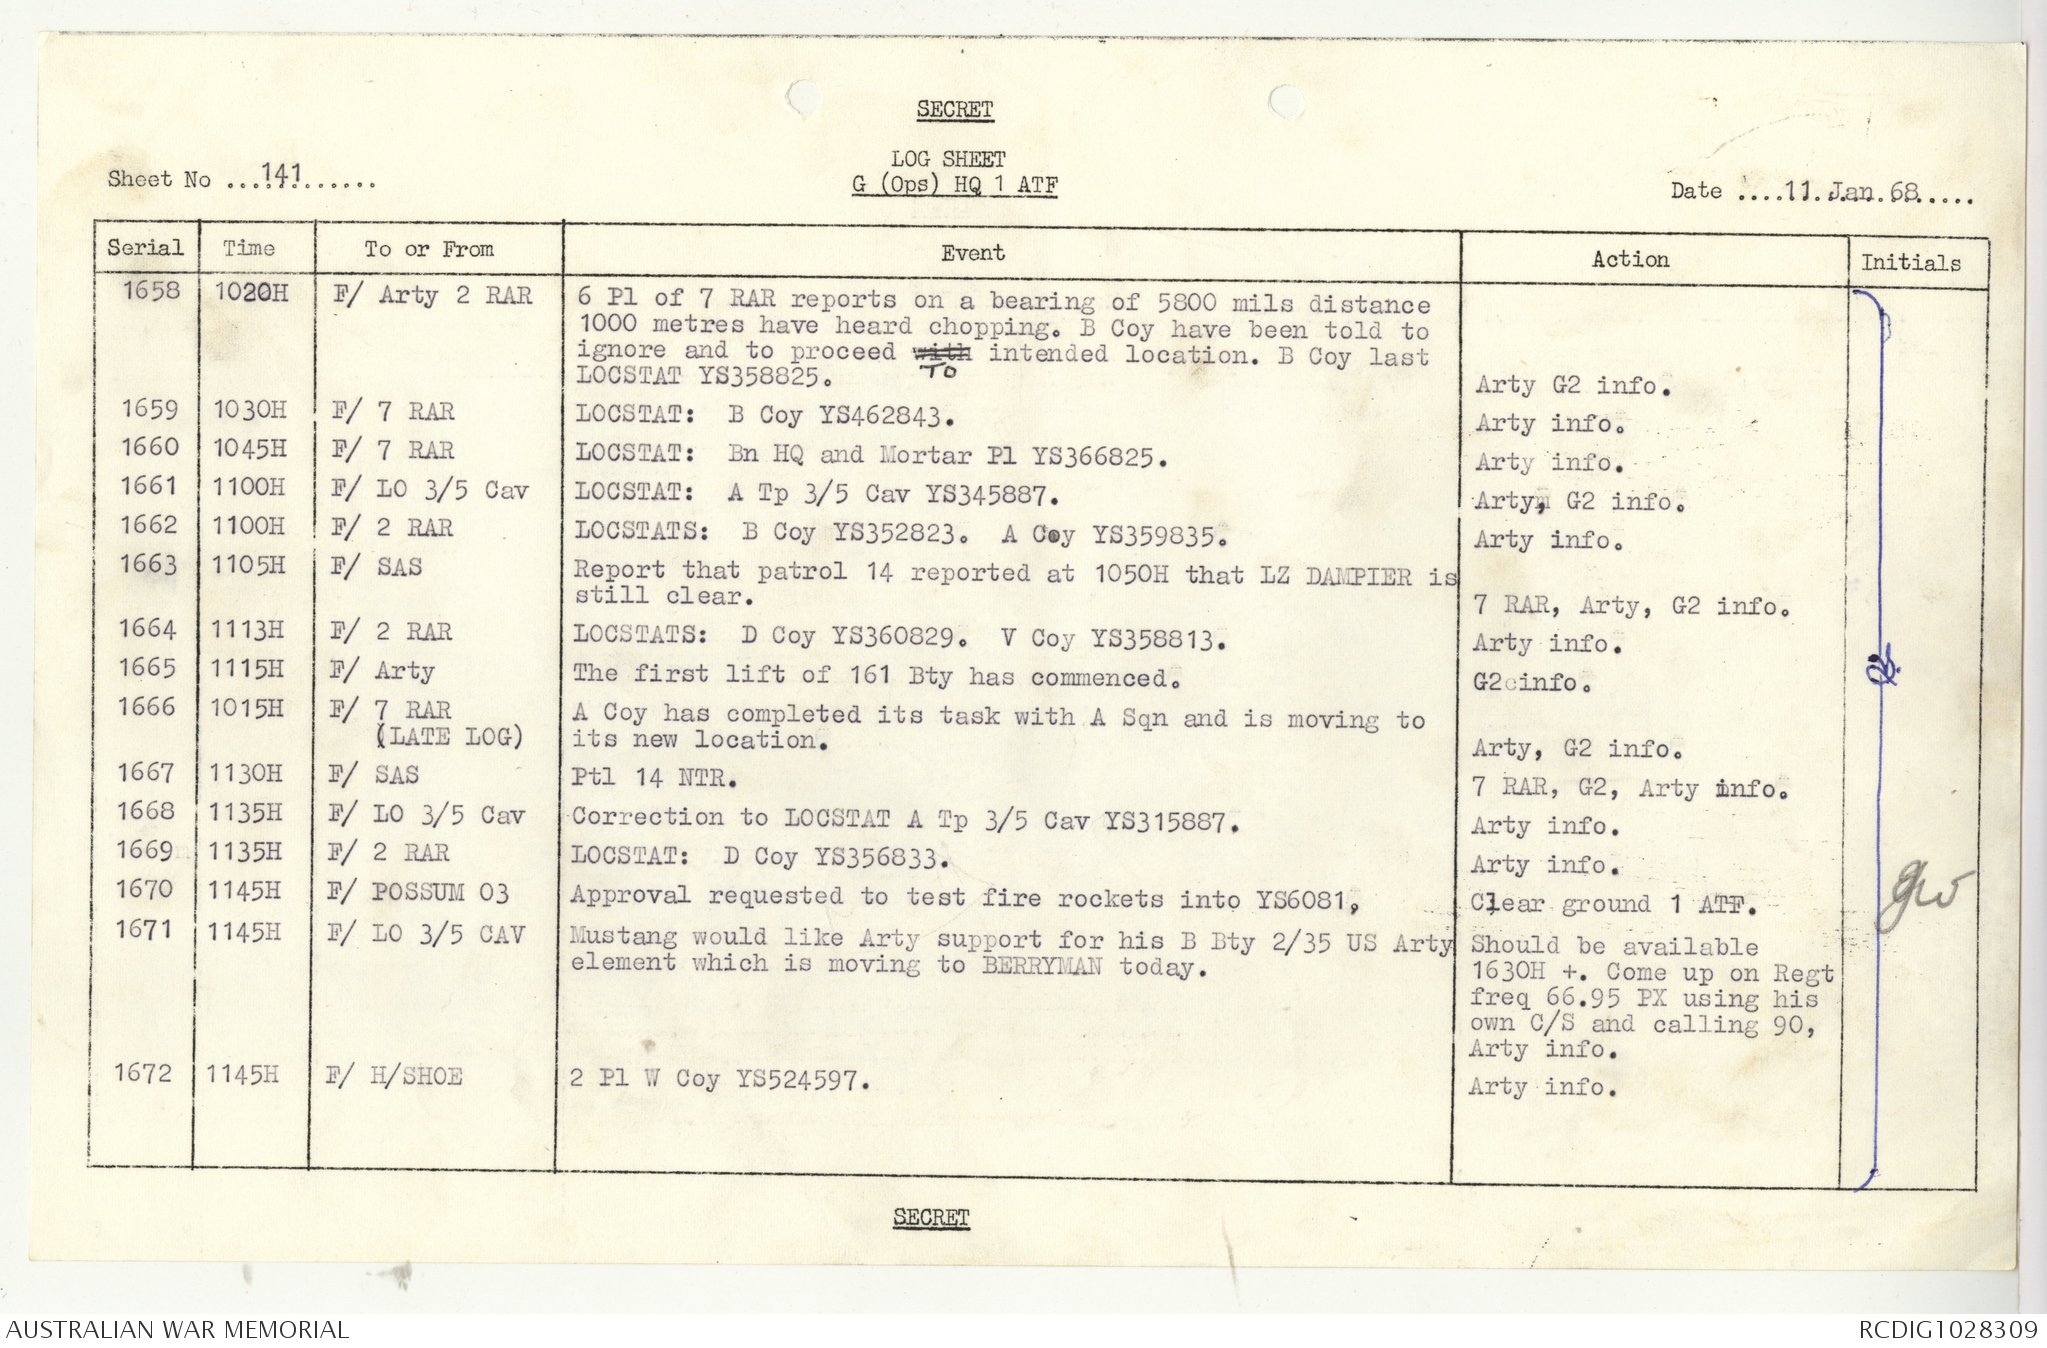 SECRET
LOG SHEET
G (Ops) HQ 1 ATF
Sheet No ....141............
Date ....11 Jan 68.....
Serial Time To or From Event Action Initials
1658 1020H F/ Arty 2 RAR 6 Pl of 7 RAR reports on a bearing of 5800 mils distance
1000 metres have heard chopping. B Coy have been told to
ignore and to proceed with TO intended location. B Coy last
LOCSTAT YS358825. Arty G2 info.
1659 1030H F/ 7 RAR LOCSTAT: B Coy YS462843. Arty info.
1660 1045H F/ 7 RAR LOCSTAT: Bn HQ and Mortar Pl YS366825. Arty info.
1661 1100H F/ LO 3/5 Cav LOCSTAT: A Tp 3/5 Cav YS345887. Arty, G2 info.
1662 1100H F/ 2 RAR LOCSTATS: B Coy YS352823. A Coy YS359835. Arty info.
1663 1105H F/ SAS Report that patrol 14 reported at 1050H that LZ DAMPIER is
still clear. 7 RAR, Arty, G2 info.
1664 1113H F/ 2 RAR LOCSTATS: D Coy YS360829. V Coy YS358813. Arty info.
1665 1115H F/ Arty The first lift of 161 Bty has commenced. G2 info.
1666 1015H F/ 7 RAR A Coy has completed its task with A Sqn and is moving to
(LATE LOG) its new location. Arty, G2 info.
1667 1130H F/ SAS Ptl 14 NTR. 7 RAR, G2, Arty info.
1668 1135H F/ LO 3/5 Cav Correction to LOCSTAT A Tp 3/5 Cav YS315887. Arty info.
1669 1135H F/ 2 RAR LOCSTAT: D Coy YS356833. Arty info.
1670 1145H F/ POSSUM 03 Approval requested to test fire rockets into YS6081, Clear ground 1 ATF.
1671 1145H F/ LO 3/5 CAV Mustang would like Arty support for his B Bty 2/35 US Arty Should be available
element which is moving to BERRYMAN today. 1630H +. Come up on Regt
freq 66.95 PX using his
own C/S and calling 90,
Arty info.
1672 1145H F/ H/SHOE 2 Pl W Coy YS524597. Arty info.
SECRET
AUSTRALIAN WAR MEMORIAL
RCDIG1028309